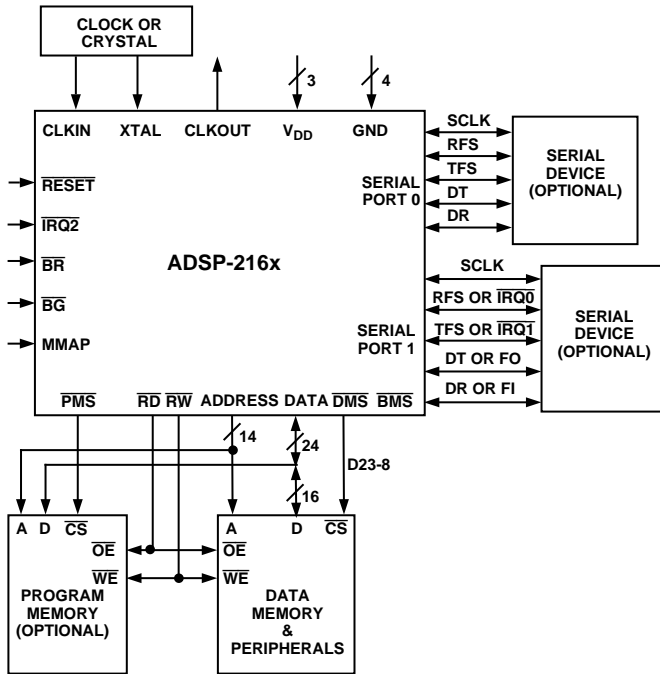 CLOCK OR
CRYSTAL
3
4
CLKIN XTAL CLKOUT VDD GND
SCLK
RFS
TFS
DT
DR
SERIAL
PORT 0
SERIAL
DEVICE
(OPTIONAL)
RESET
IRQ2
BR
BG
MMAP
ADSP-216x
SCLK
RFS OR IRQ0
TFS OR IRQ1
DT OR FO
DR OR FI
SERIAL
PORT 1
SERIAL
DEVICE
(OPTIONAL)
PMS RD RW ADDRESS DATA DMS BMS
14
24
D23-8
16
A D CS
OE
WE
PROGRAM
MEMORY
(OPTIONAL)
A D CS
OE
WE
DATA
MEMORY
&
PERIPHERALS